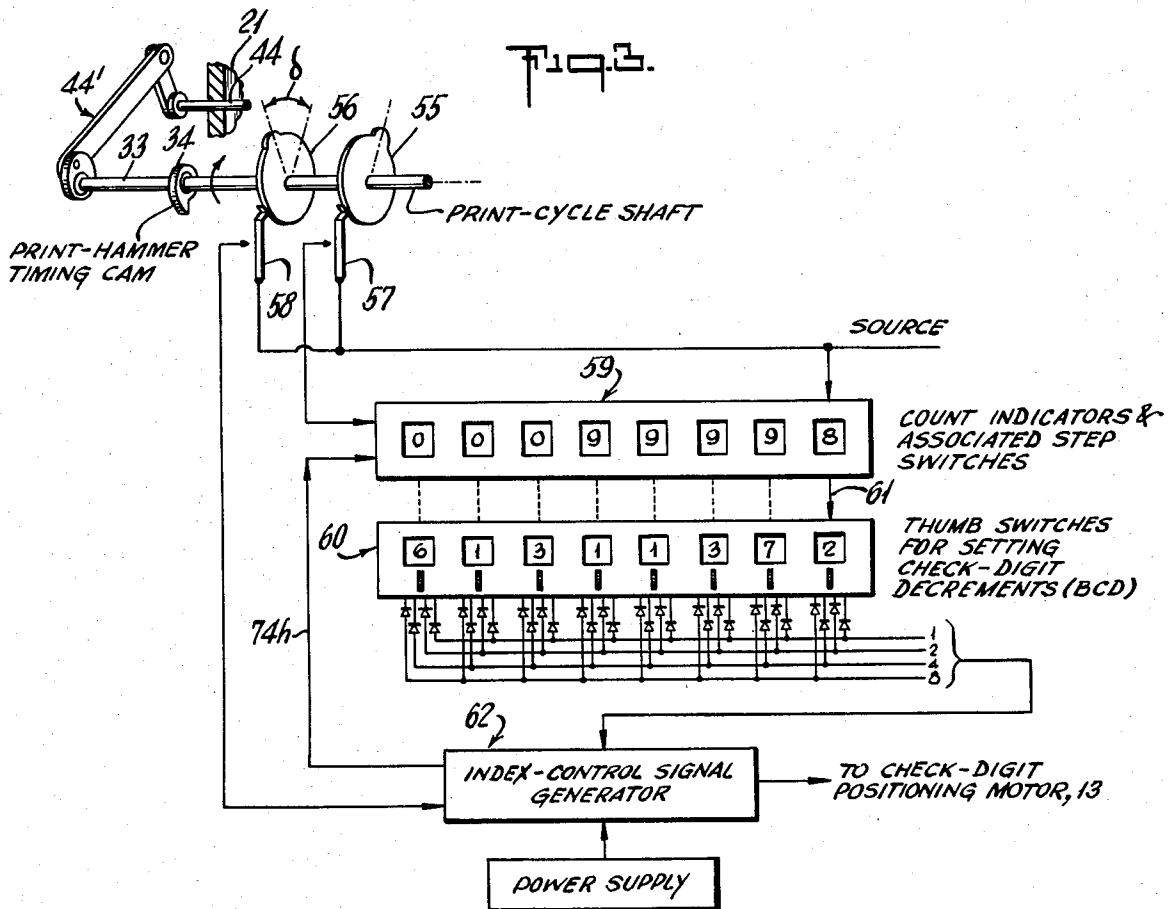 Fig.3.
21
44
44'
δ
56
55
33
34
PRINT-CYCLE SHAFT
PRINT-HAMMER
TIMING CAM
58
57
SOURCE
59
0 0 0 9 9 9 9 8
COUNT INDICATORS &
ASSOCIATED STEP
SWITCHES
61
60
6 1 3 1 1 3 7 2
THUMB SWITCHES
FOR SETTING
CHECK-DIGIT
DECREMENTS (BCD)
74h
1
2
4
8
62
INDEX-CONTROL SIGNAL
GENERATOR
TO CHECK-DIGIT
POSITIONING MOTOR, 13
POWER SUPPLY